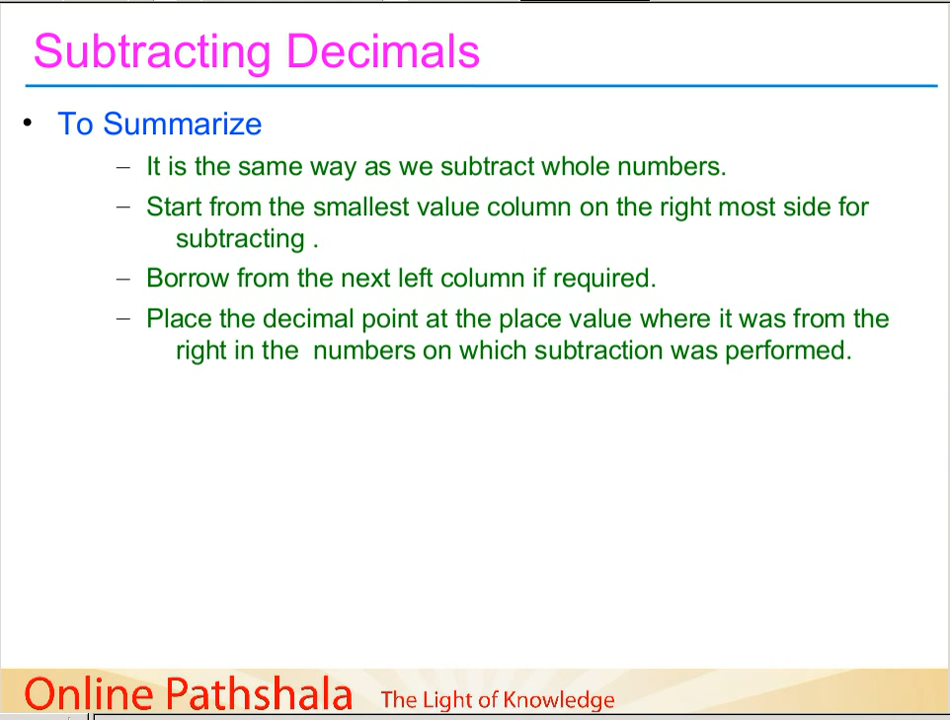 Subtracting Decimals
• To Summarize
– It is the same way as we subtract whole numbers.
– Start from the smallest value column on the right most side for
subtracting .
– Borrow from the next left column if required.
– Place the decimal point at the place value where it was from the
right in the  numbers on which subtraction was performed.
Online Pathshala The Light of Knowledge